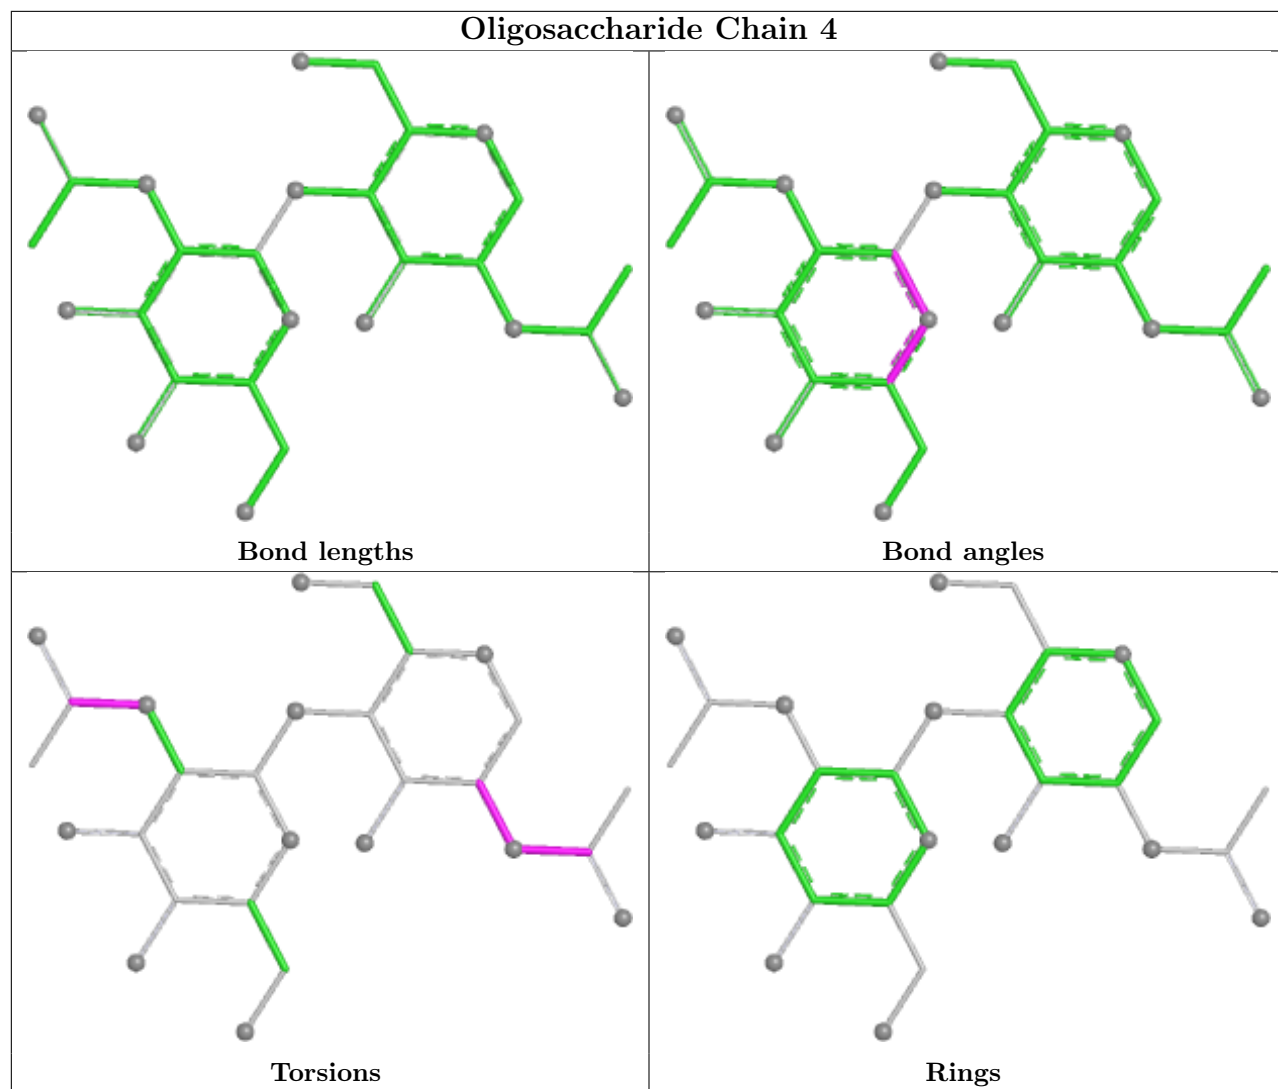 Oligosaccharide Chain 4
Bond lengths
Bond angles
Torsions
Rings